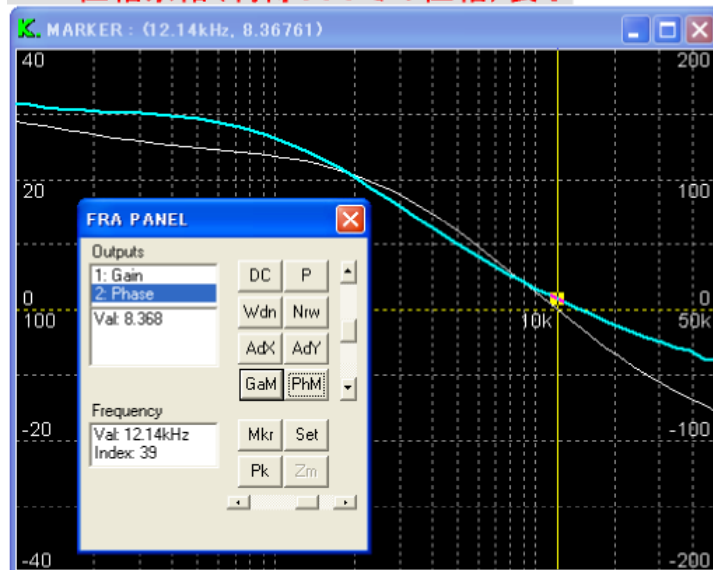 MARKER : (12.14kHz, 8.36761)
40
200
20
100
0
0
100
10k
50k
-20
-100
-40
-200
FRA PANEL
Outputs
1: Gain
2: Phase
Val: 8.368
DC
P
Wdn
Nrw
AdX
AdY
GaM
PhM
Frequency
Val: 12.14kHz
Index: 39
Mkr
Set
Pk
Zm